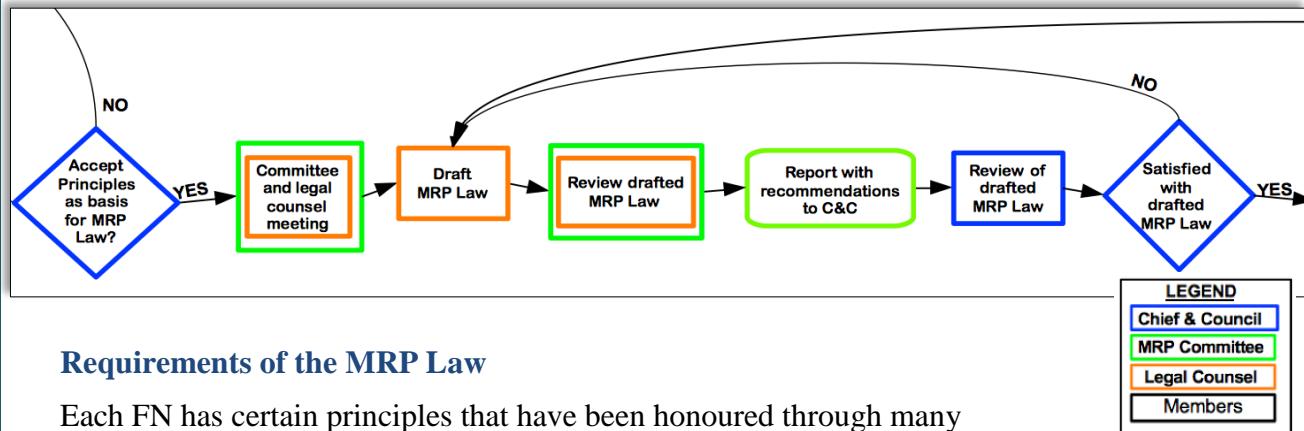 NO
Accept
Principles
as basis
for MRP
Law?
YES
Committee
and legal
counsel
meeting
Draft
MRP Law
Review drafted
MRP Law
Report with
recommendations
to C&C
Review of
drafted
MRP Law
NO
Satisfied
with
drafted
MRP Law
YES
LEGEND
Chief & Council
MRP Committee
Legal Counsel
Members
Requirements of the MRP Law
Each FN has certain principles that have been honoured through many